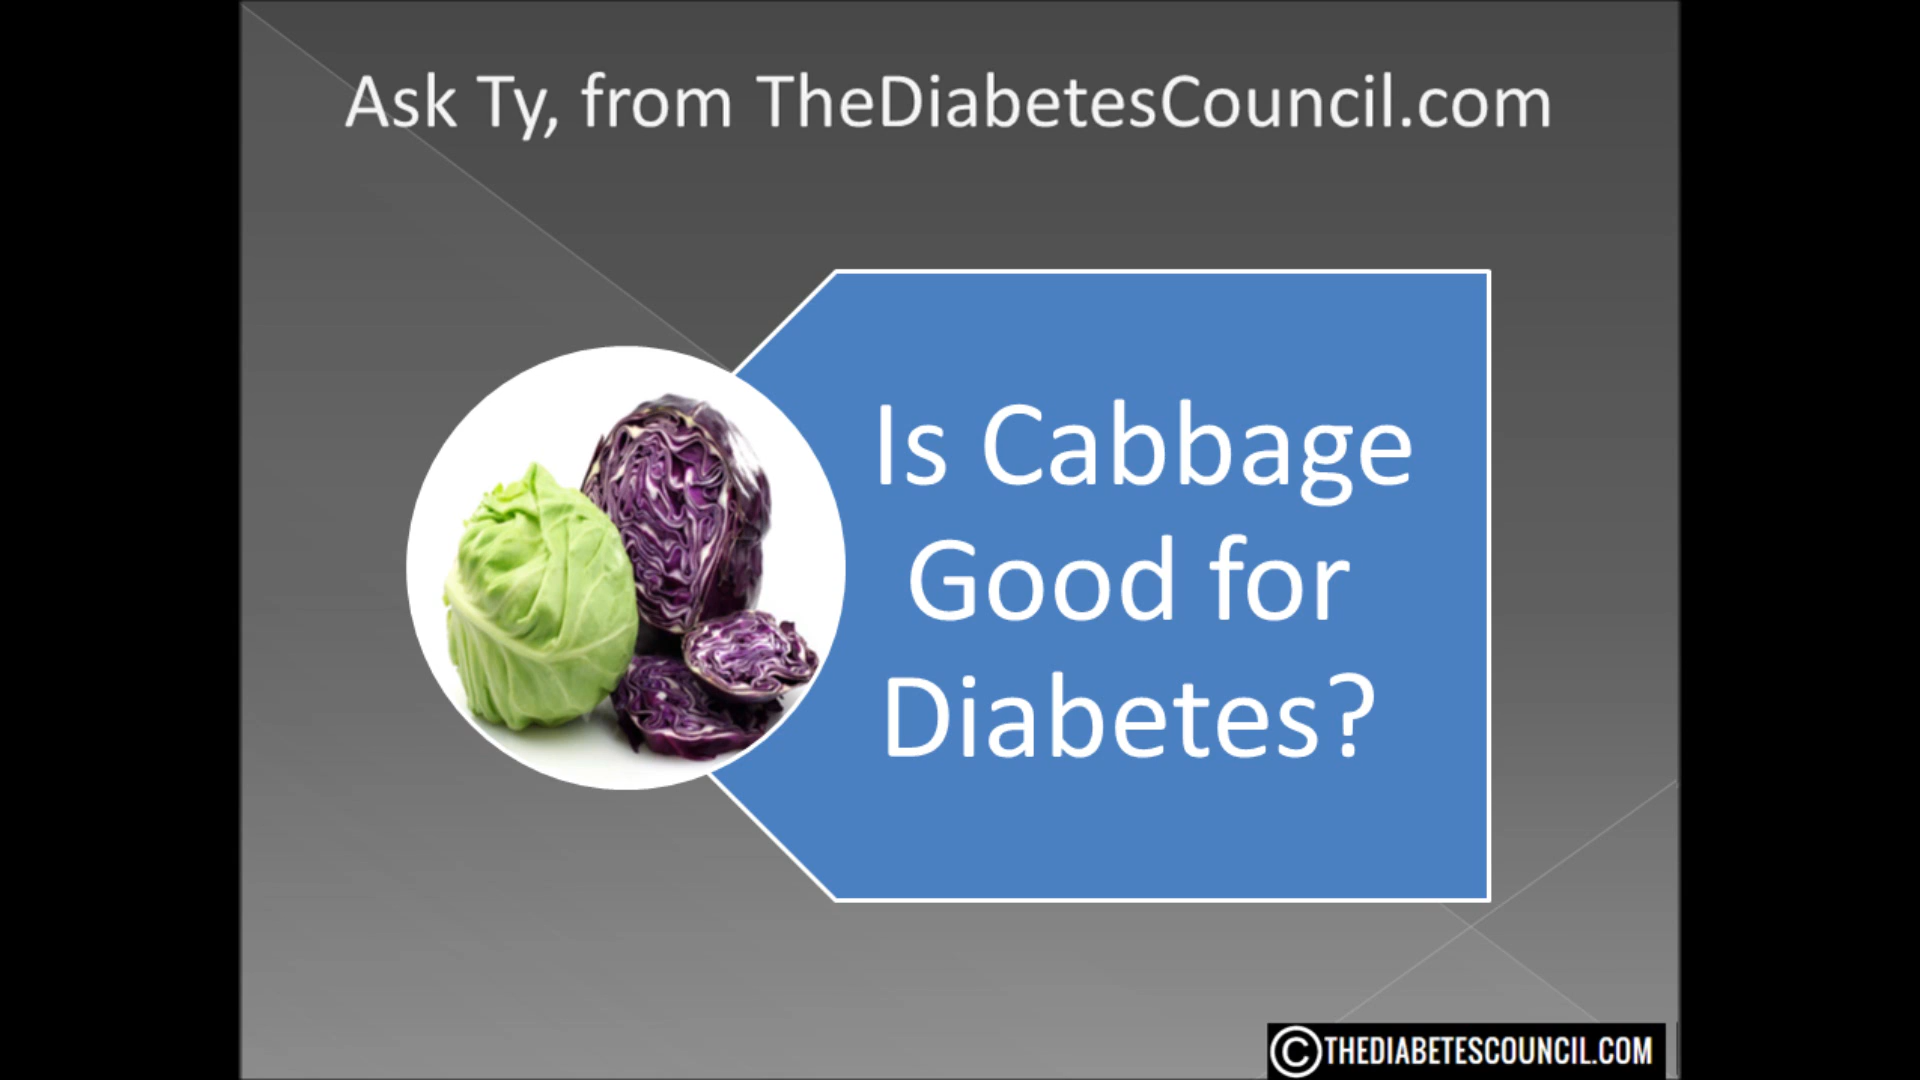 Ask Ty, from TheDiabetesCouncil.com
Is Cabbage
Good for
Diabetes?
©THEDIABETESCOUNCIL.COM